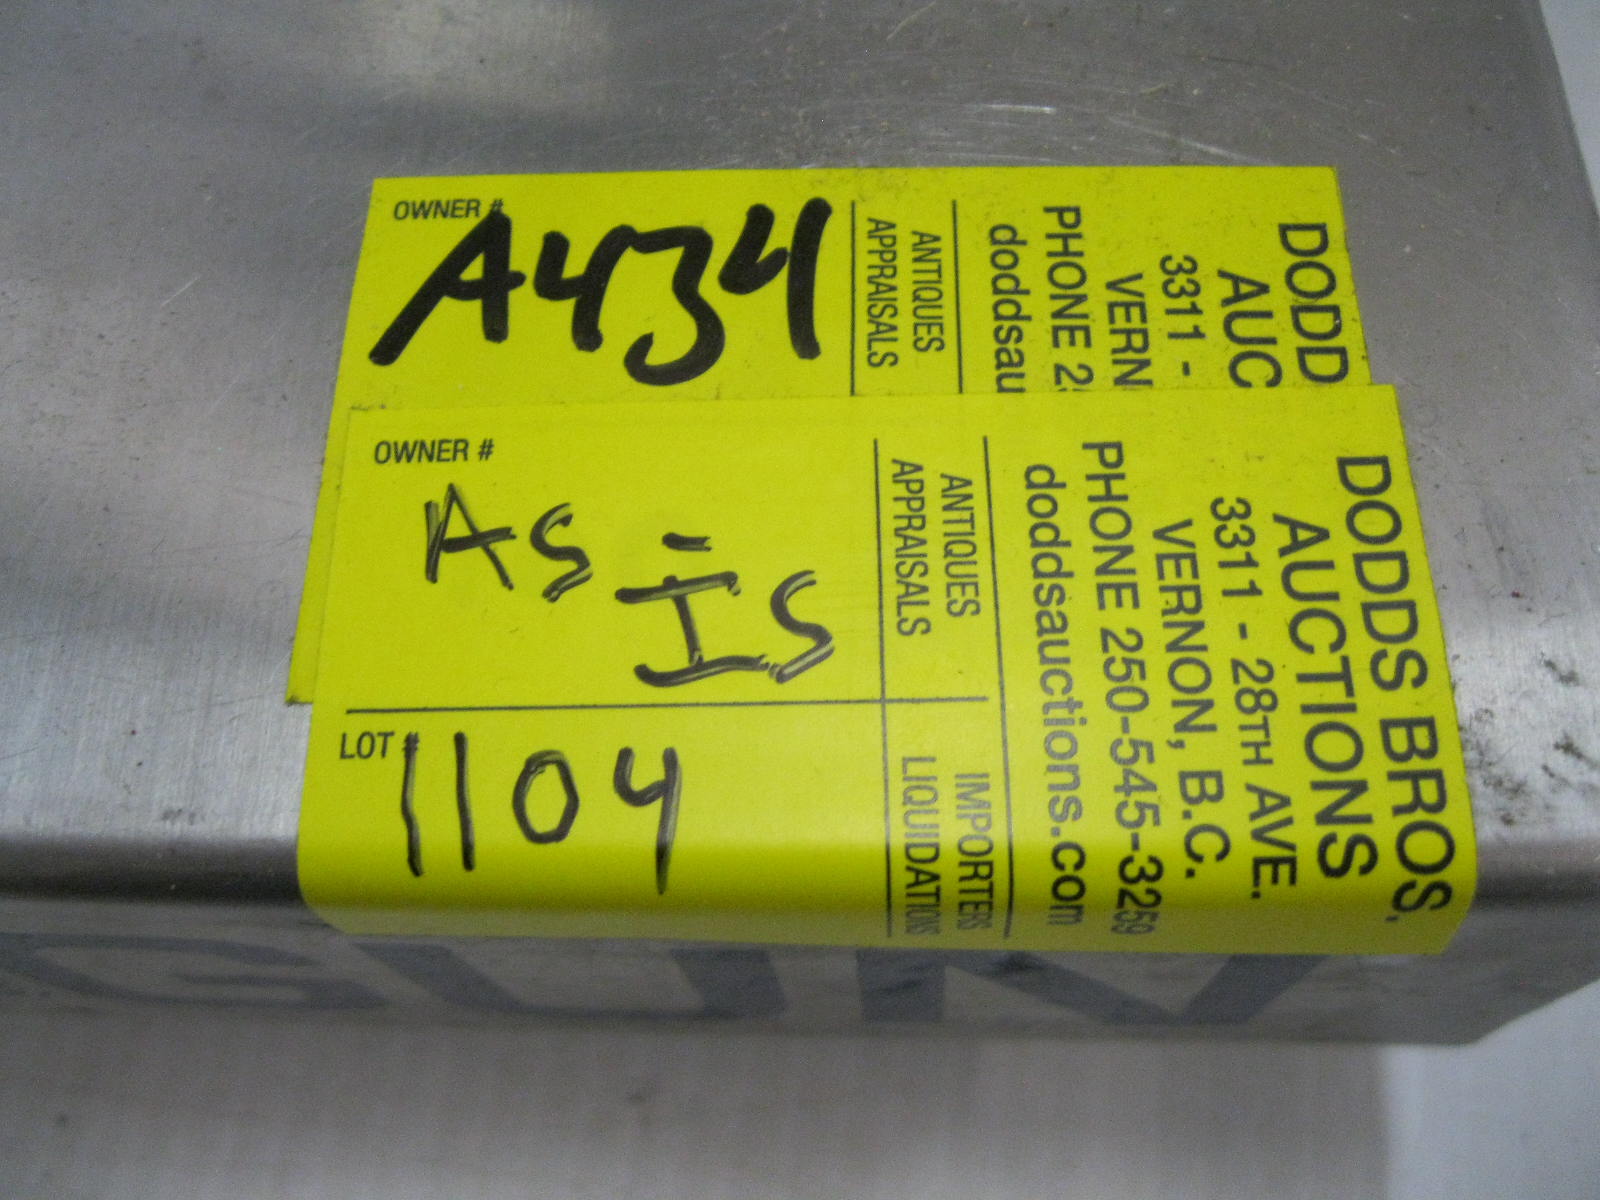 OWNER #
A434
ANTIQUES
APPRAISALS
DODD
AUC
3311 -
VERN
PHONE 2
doddsau
OWNER #
As - Is
LOT #
1104
ANTIQUES
APPRAISALS
IMPORTERS
LIQUIDATIONS
DODDS BROS.
AUCTIONS
3311 - 28TH AVE.
VERNON, B.C.
PHONE 250-545-3259
doddsauctions.com